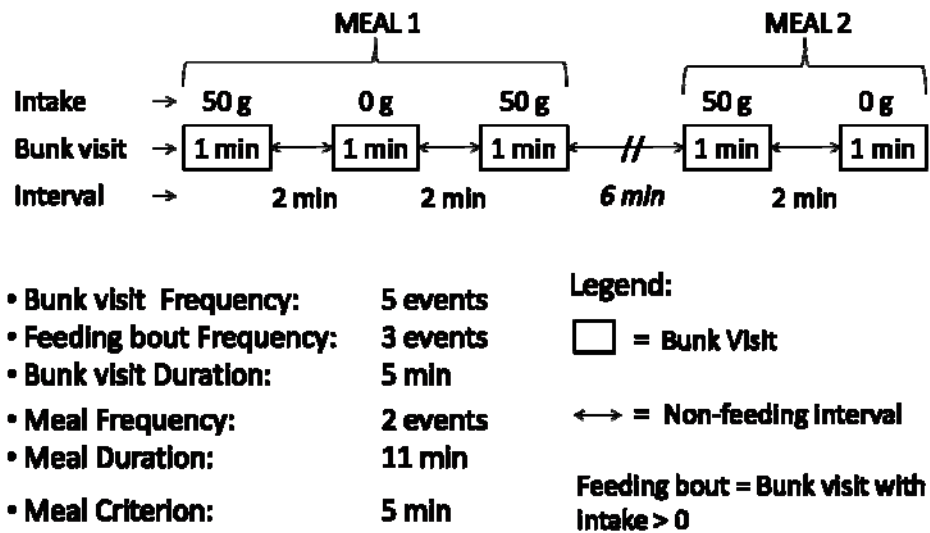 MEAL 1 MEAL 2
Intake → 50 g 0 g 50 g 50 g 0 g
Bunk visit → 1 min 1 min 1 min // 1 min 1 min
Interval → 2 min 2 min 6 min 2 min
• Bunk visit Frequency: 5 events
• Feeding bout Frequency: 3 events
• Bunk visit Duration: 5 min
• Meal Frequency: 2 events
• Meal Duration: 11 min
• Meal Criterion: 5 min
Legend:
= Bunk Visit
↔ = Non-feeding interval
Feeding bout = Bunk visit with
intake > 0